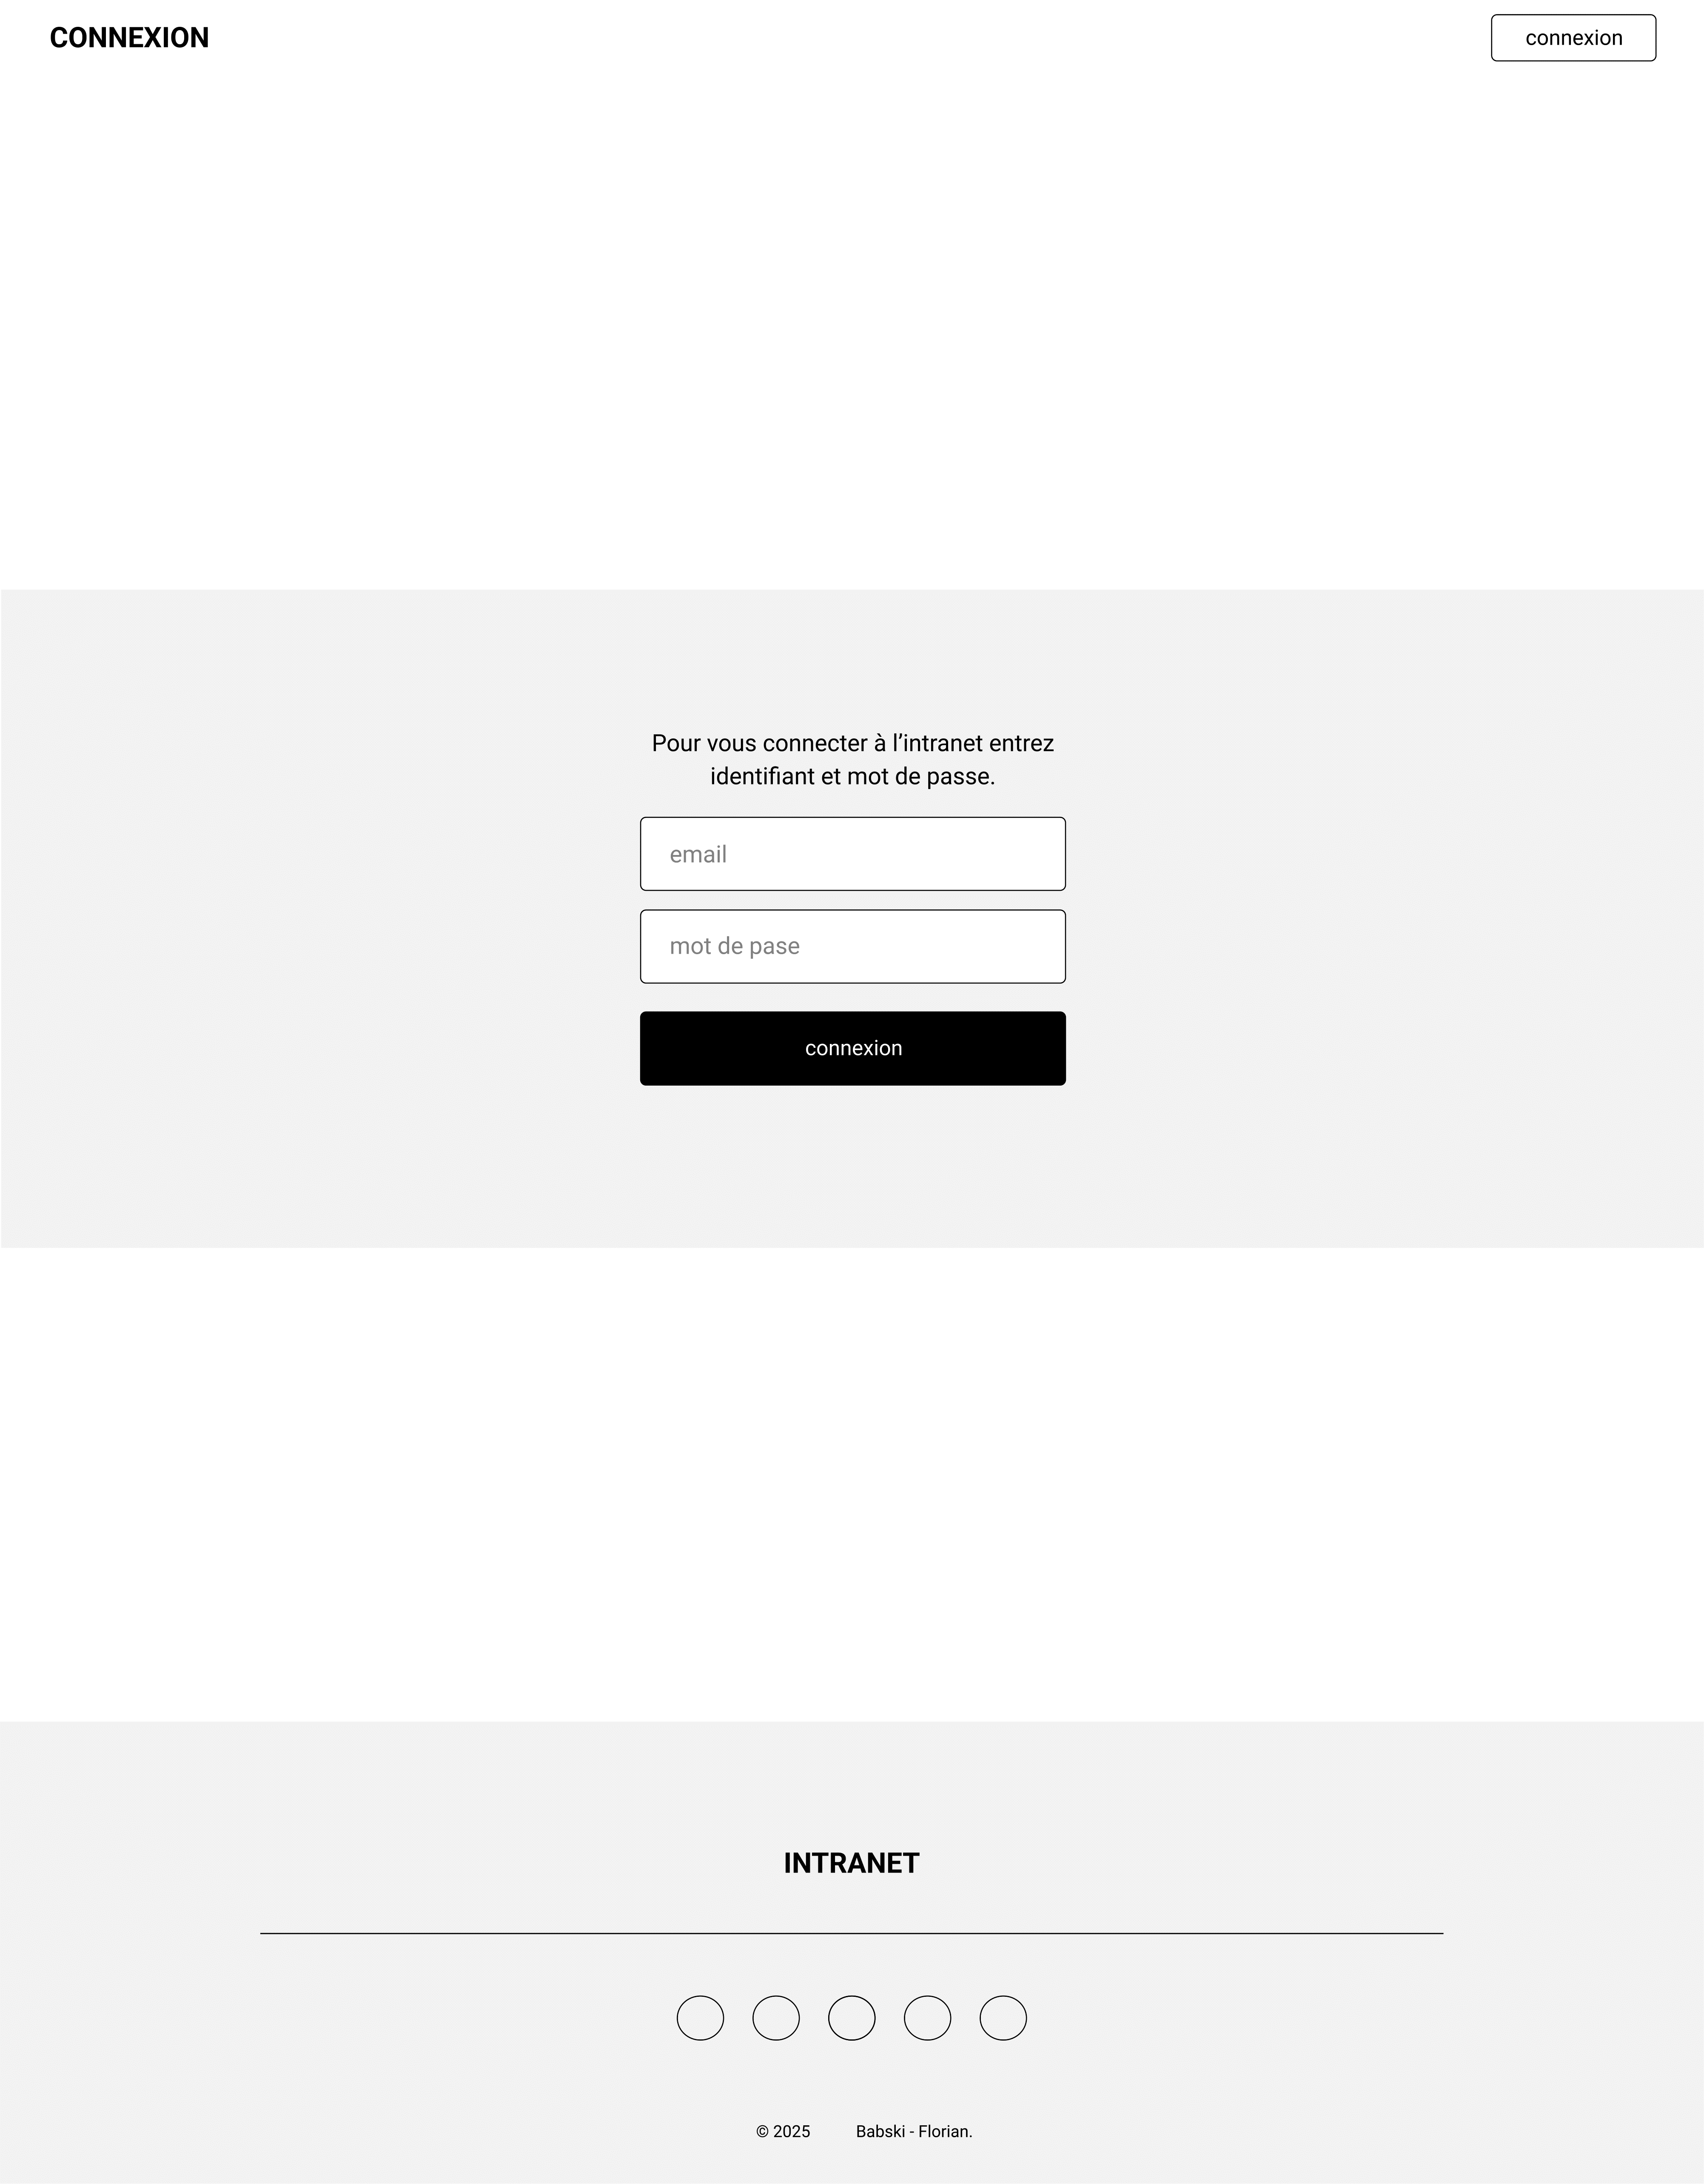 CONNEXION
connexion
Pour vous connecter à l’intranet entrez
identifiant et mot de passe.
email
mot de pase
connexion
INTRANET
© 2025 Babski - Florian.